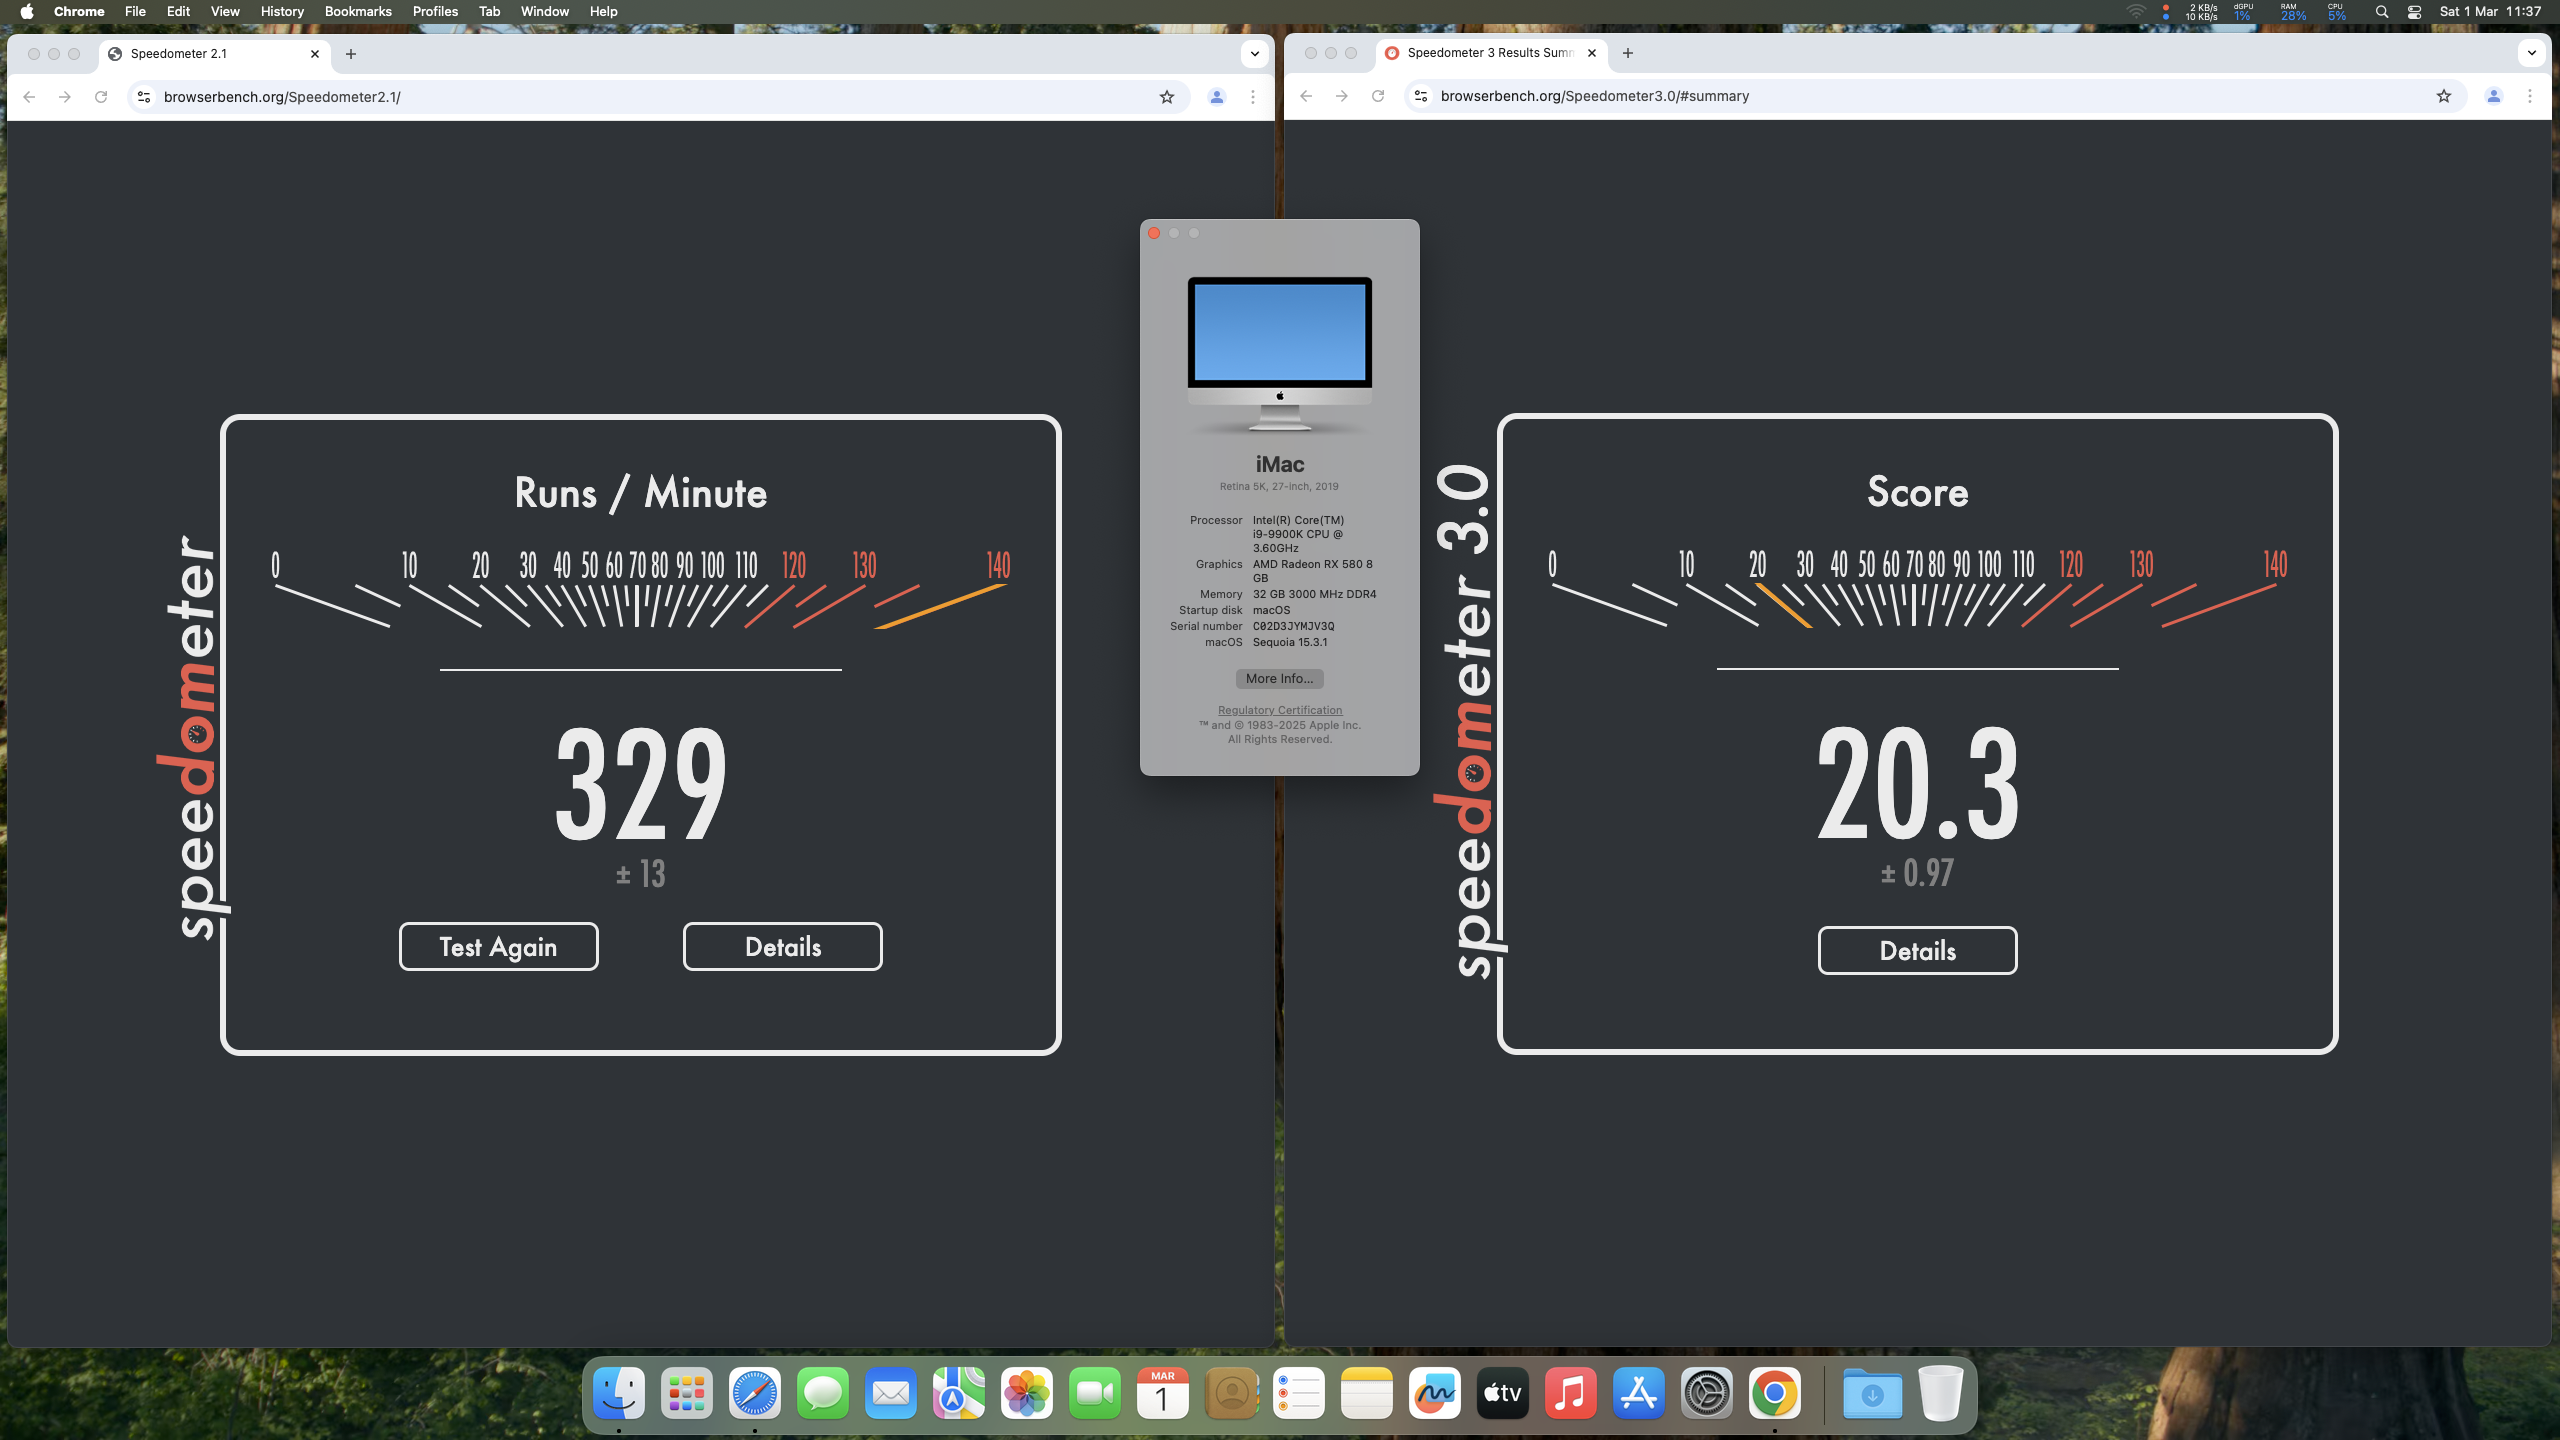 Chrome File Edit View History Bookmarks Profiles Tab Window Help
2 KB/s
10 KB/s
dGPU
1%
RAM
28%
CPU
5%
Sat 1 Mar 11:37
Speedometer 2.1
browserbench.org/Speedometer2.1/
speedometer
Runs / Minute
0 10 20 30 40 50 60 70 80 90 100 110 120 130 140
329
± 13
Test Again Details
iMac
Retina 5K, 27-inch, 2019
Processor Intel(R) Core(TM)
i9-9900K CPU @
3.60GHz
Graphics AMD Radeon RX 580 8
GB
Memory 32 GB 3000 MHz DDR4
Startup disk macOS
Serial number C02D3JYMJV3Q
macOS Sequoia 15.3.1
More Info...
Regulatory Certification
™ and © 1983-2025 Apple Inc.
All Rights Reserved.
Speedometer 3 Results Summ
browserbench.org/Speedometer3.0/#summary
speedometer 3.0
Score
0 10 20 30 40 50 60 70 80 90 100 110 120 130 140
20.3
± 0.97
Details
MAR
1
tv